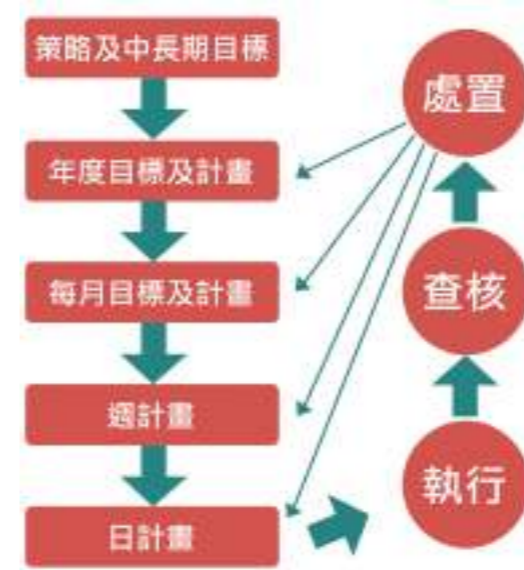 策略及中長期目標
年度目標及計畫
每月目標及計畫
週計畫
日計畫
處置
查核
執行